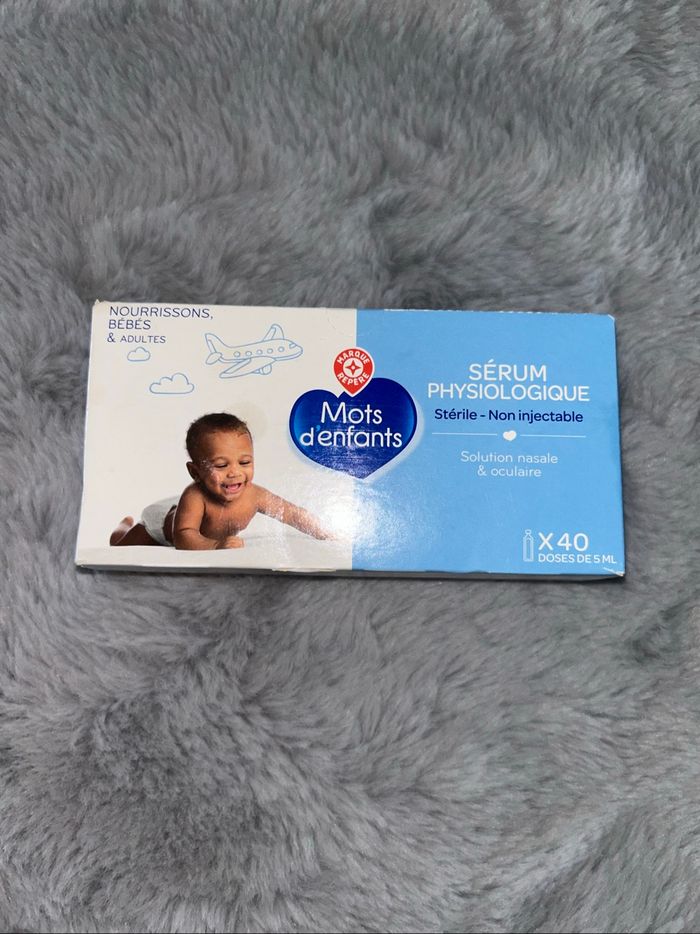 NOURRISSONS,
BÉBÉS
& ADULTES
MARQUE
REPÈRE
Mots
d'enfants
SÉRUM
PHYSIOLOGIQUE
Stérile - Non injectable
Solution nasale
& oculaire
X 40
DOSES DE 5 ML